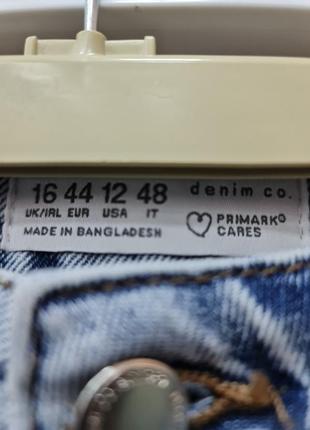 16 44 12 48 denim co.
UK/IRL EUR USA IT PRIMARK®
MADE IN BANGLADESH CARES